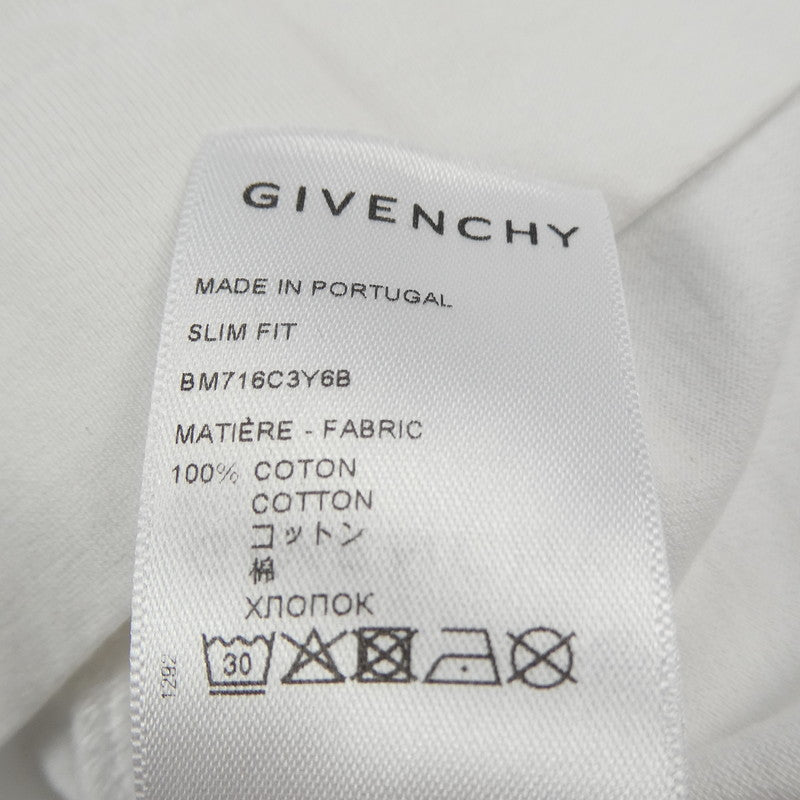 GIVENCHY
MADE IN PORTUGAL
SLIM FIT
BM716C3Y6B
MATIÈRE - FABRIC
100% COTON
COTTON
コットン
棉
ХЛОПОК
30
1292